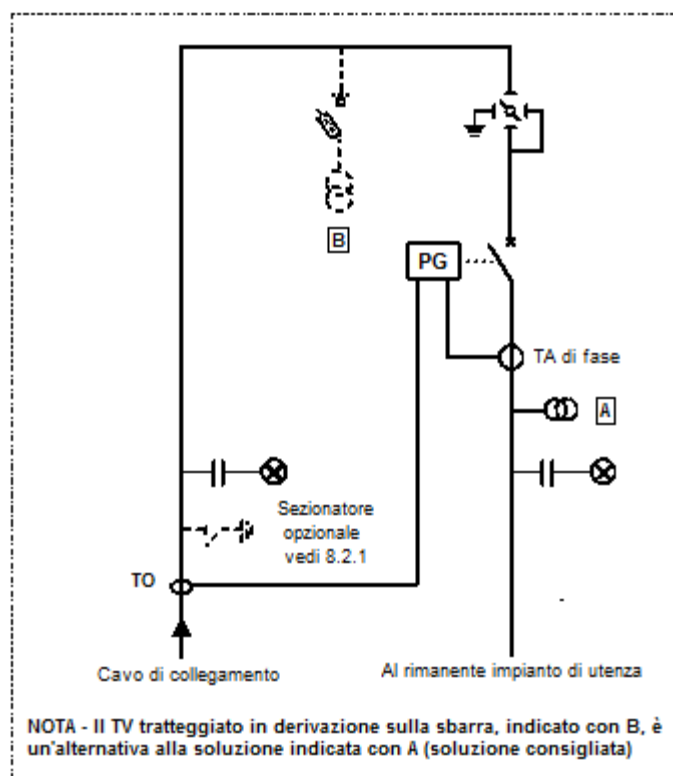 B
PG
TA di fase
A
Sezionatore
opzionale
vedi 8.2.1
TO
Cavo di collegamento
Al rimanente impianto di utenza
NOTA - Il TV tratteggiato in derivazione sulla sbarra, indicato con B, è
un'alternativa alla soluzione indicata con A (soluzione consigliata)